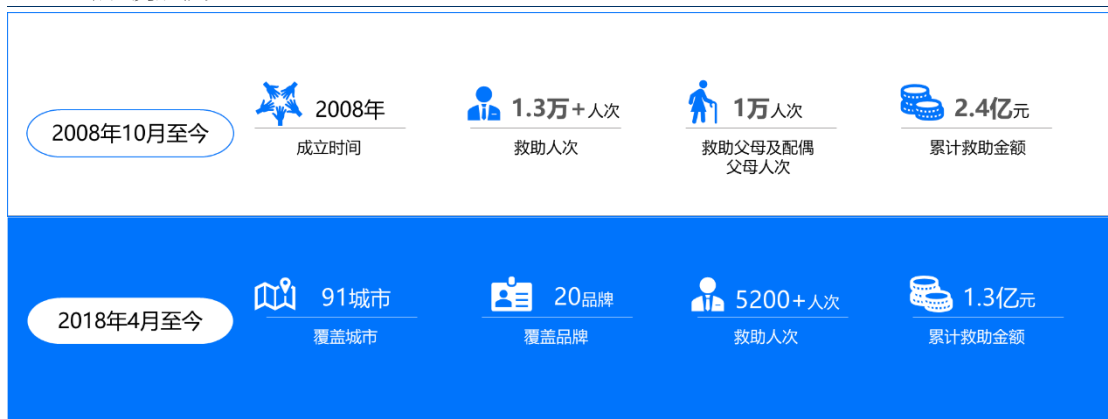 2008年10月至今
2008年
成立时间
1.3万+人次
救助人次
1万人次
救助父母及配偶
父母人次
2.4亿元
累计救助金额
2018年4月至今
91城市
覆盖城市
20品牌
覆盖品牌
5200+人次
救助人次
1.3亿元
累计救助金额